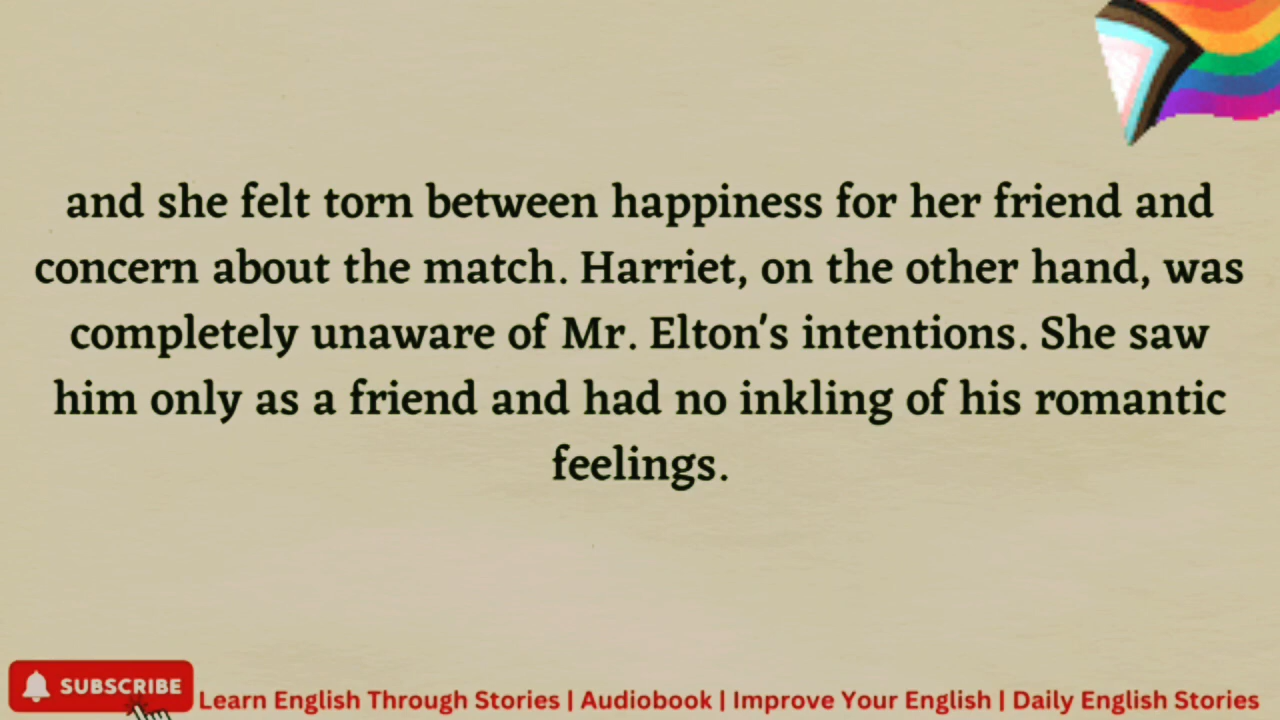 and she felt torn between happiness for her friend and
concern about the match. Harriet, on the other hand, was
completely unaware of Mr. Elton's intentions. She saw
him only as a friend and had no inkling of his romantic
feelings.
SUBSCRIBE
Learn English Through Stories | Audiobook | Improve Your English | Daily English Stories